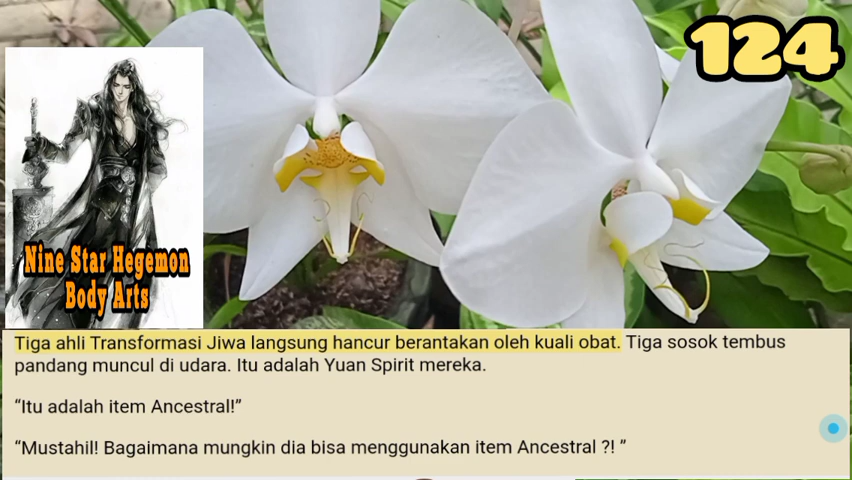 124
Nine Star Hegemon
Body Arts
Tiga ahli Transformasi Jiwa langsung hancur berantakan oleh kuali obat. Tiga sosok tembus
pandang muncul di udara. Itu adalah Yuan Spirit mereka.
“Itu adalah item Ancestral!”
“Mustahil! Bagaimana mungkin dia bisa menggunakan item Ancestral ?! ”